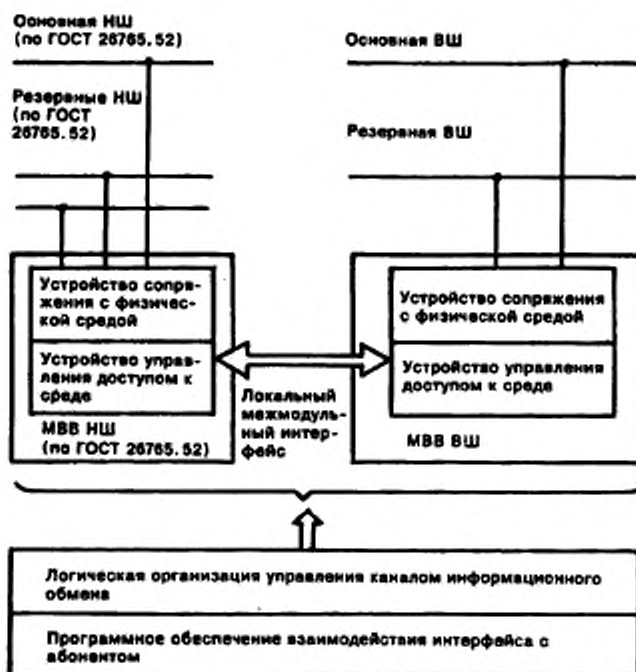 Основная НШ
(по ГОСТ 26765.52)
Резервные НШ
(по ГОСТ
26765.52)
Основная ВШ
Резервная ВШ
Устройство сопря-
жения с физичес-
кой средой
Устройство управ-
ления доступом к
среде
МВВ НШ
(по ГОСТ 26765.52)
Локальный
межмодуль-
ный интер-
фейс
Устройство сопряжения
с физической средой
Устройство управления
доступом к среде
МВВ ВШ
Логическая организация управления каналом информационного
обмена
Программное обеспечение взаимодействия интерфейса с
абонентом